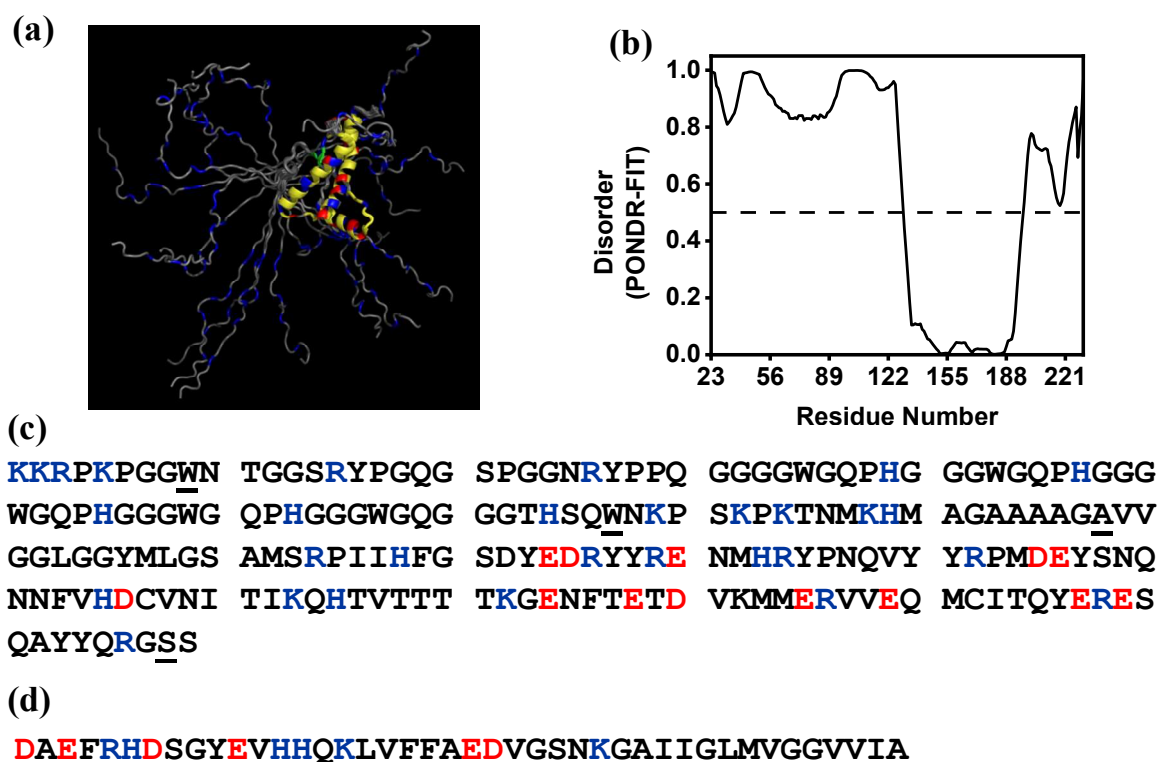 (a)
(b)
Disorder
(PONDR-FIT)
1.0
0.8
0.6
0.4
0.2
0.0
23 56 89 122 155 188 221
Residue Number
(c)
KKRPKPGGWN TGGSRYPGQG SPGGNRYPPQ GGGGWGQPHG GGWGQPHGGG
WGQPHGGGWG QPHGGGWGQG GGTHSQWNKP SKPKTNMKHM AGAAAAGAVV
GGLGGYMLGS AMSRPIIHFG SDYEDRYYRE NMHRYPNQVY YRPMDEYSNQ
NNFVHDCVNI TIKQHTVTTT TKGENFTETD VKMMERVVEQ MCITQYERES
QAYYQRGSS
(d)
DAEFRHDSGYEVHHQKLVFFAEDVGSNKGAIIGLMVGGVVIA